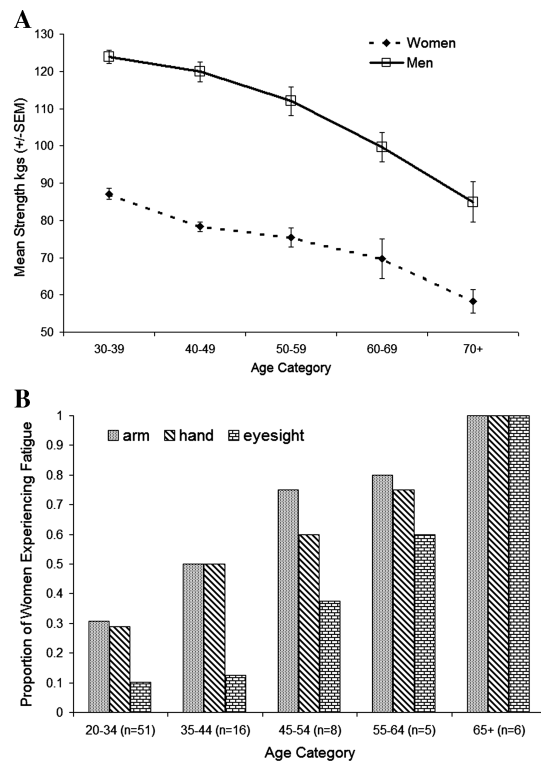 A
Mean Strength kgs (+/-SEM)
130
120
110
100
90
80
70
60
50
Women
Men
30-39 40-49 50-59 60-69 70+
Age Category
B
Proportion of Women Experiencing Fatigue
1
0.9
0.8
0.7
0.6
0.5
0.4
0.3
0.2
0.1
0
arm hand eyesight
20-34 (n=51) 35-44 (n=16) 45-54 (n=8) 55-64 (n=5) 65+ (n=6)
Age Category